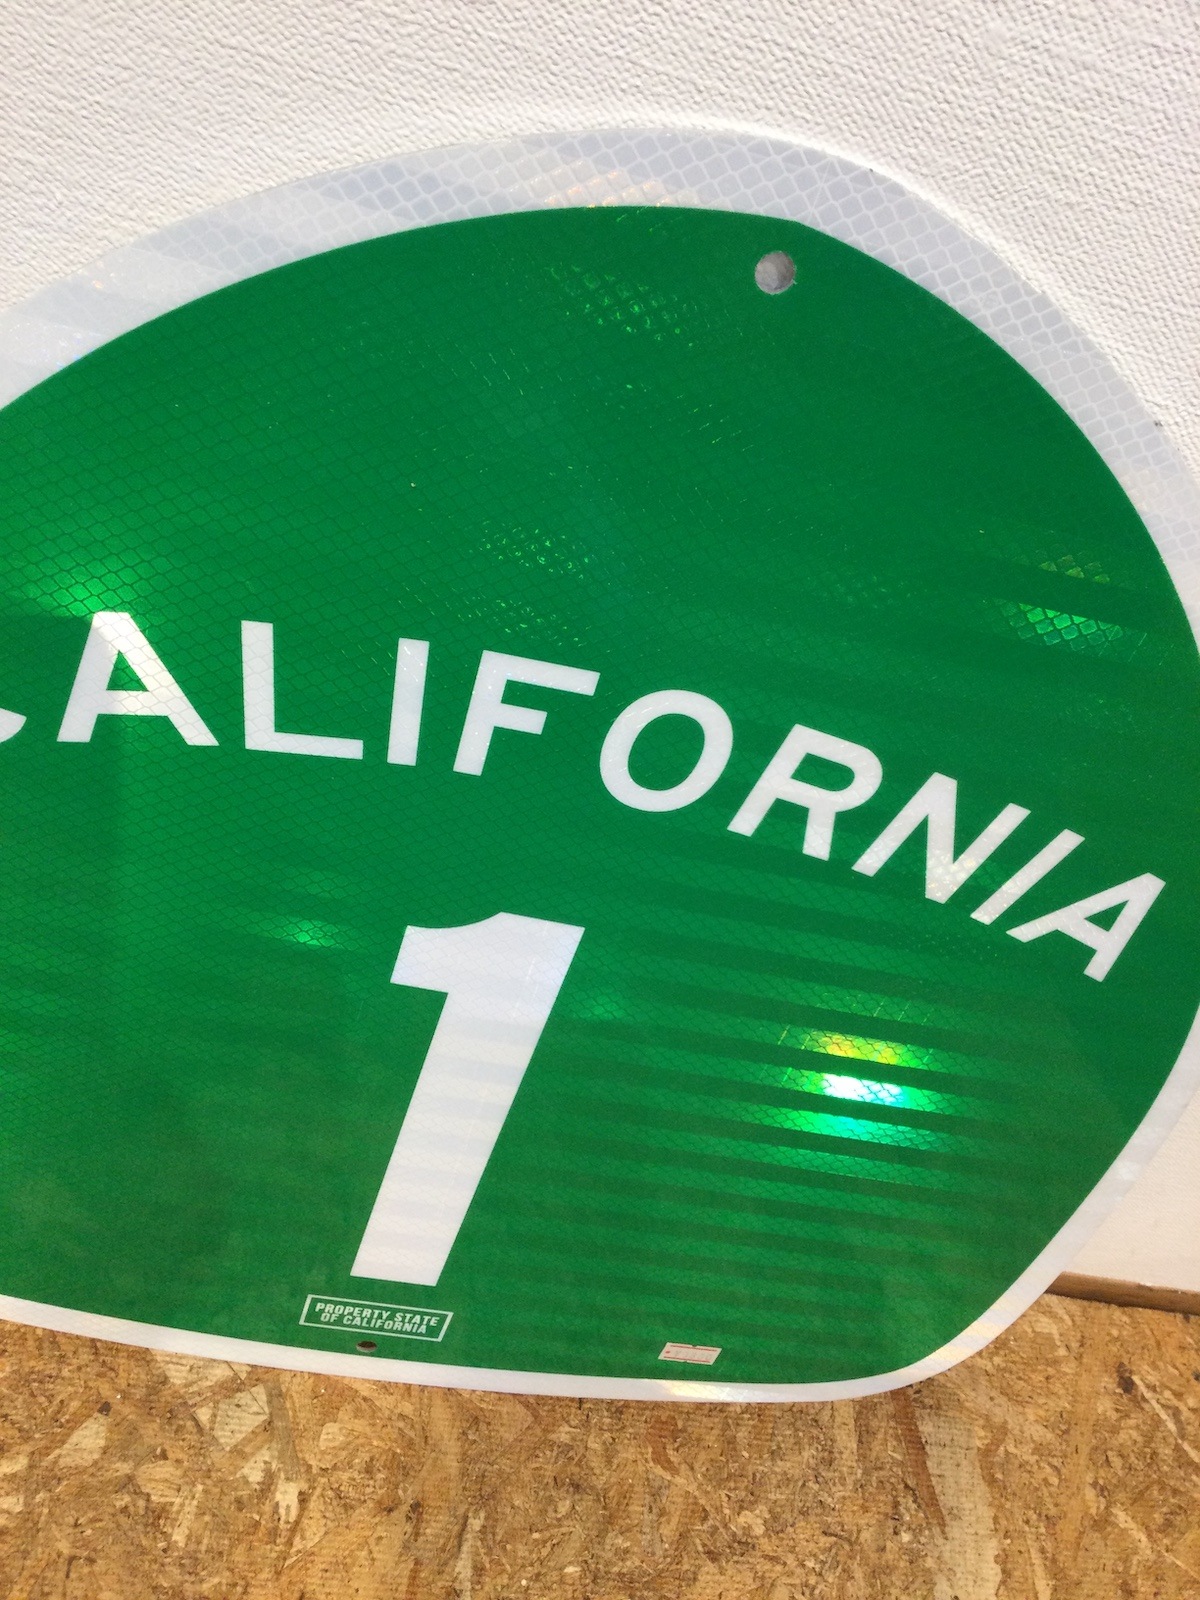 CALIFORNIA
1
PROPERTY STATE
OF CALIFORNIA